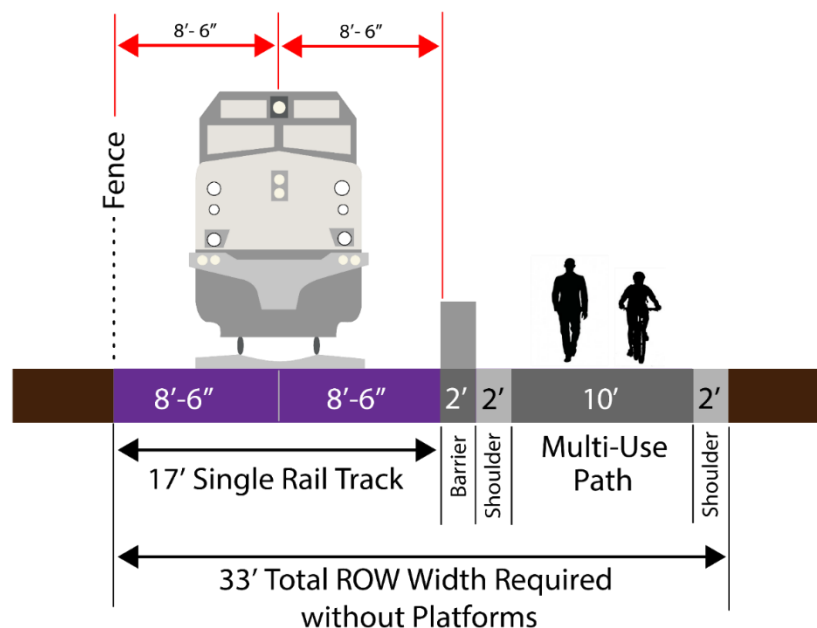 8'- 6"
8'- 6"
Fence
8'-6"
8'-6"
2'
2'
10'
2'
17' Single Rail Track
Barrier
Shoulder
Multi-Use
Path
Shoulder
33' Total ROW Width Required
without Platforms